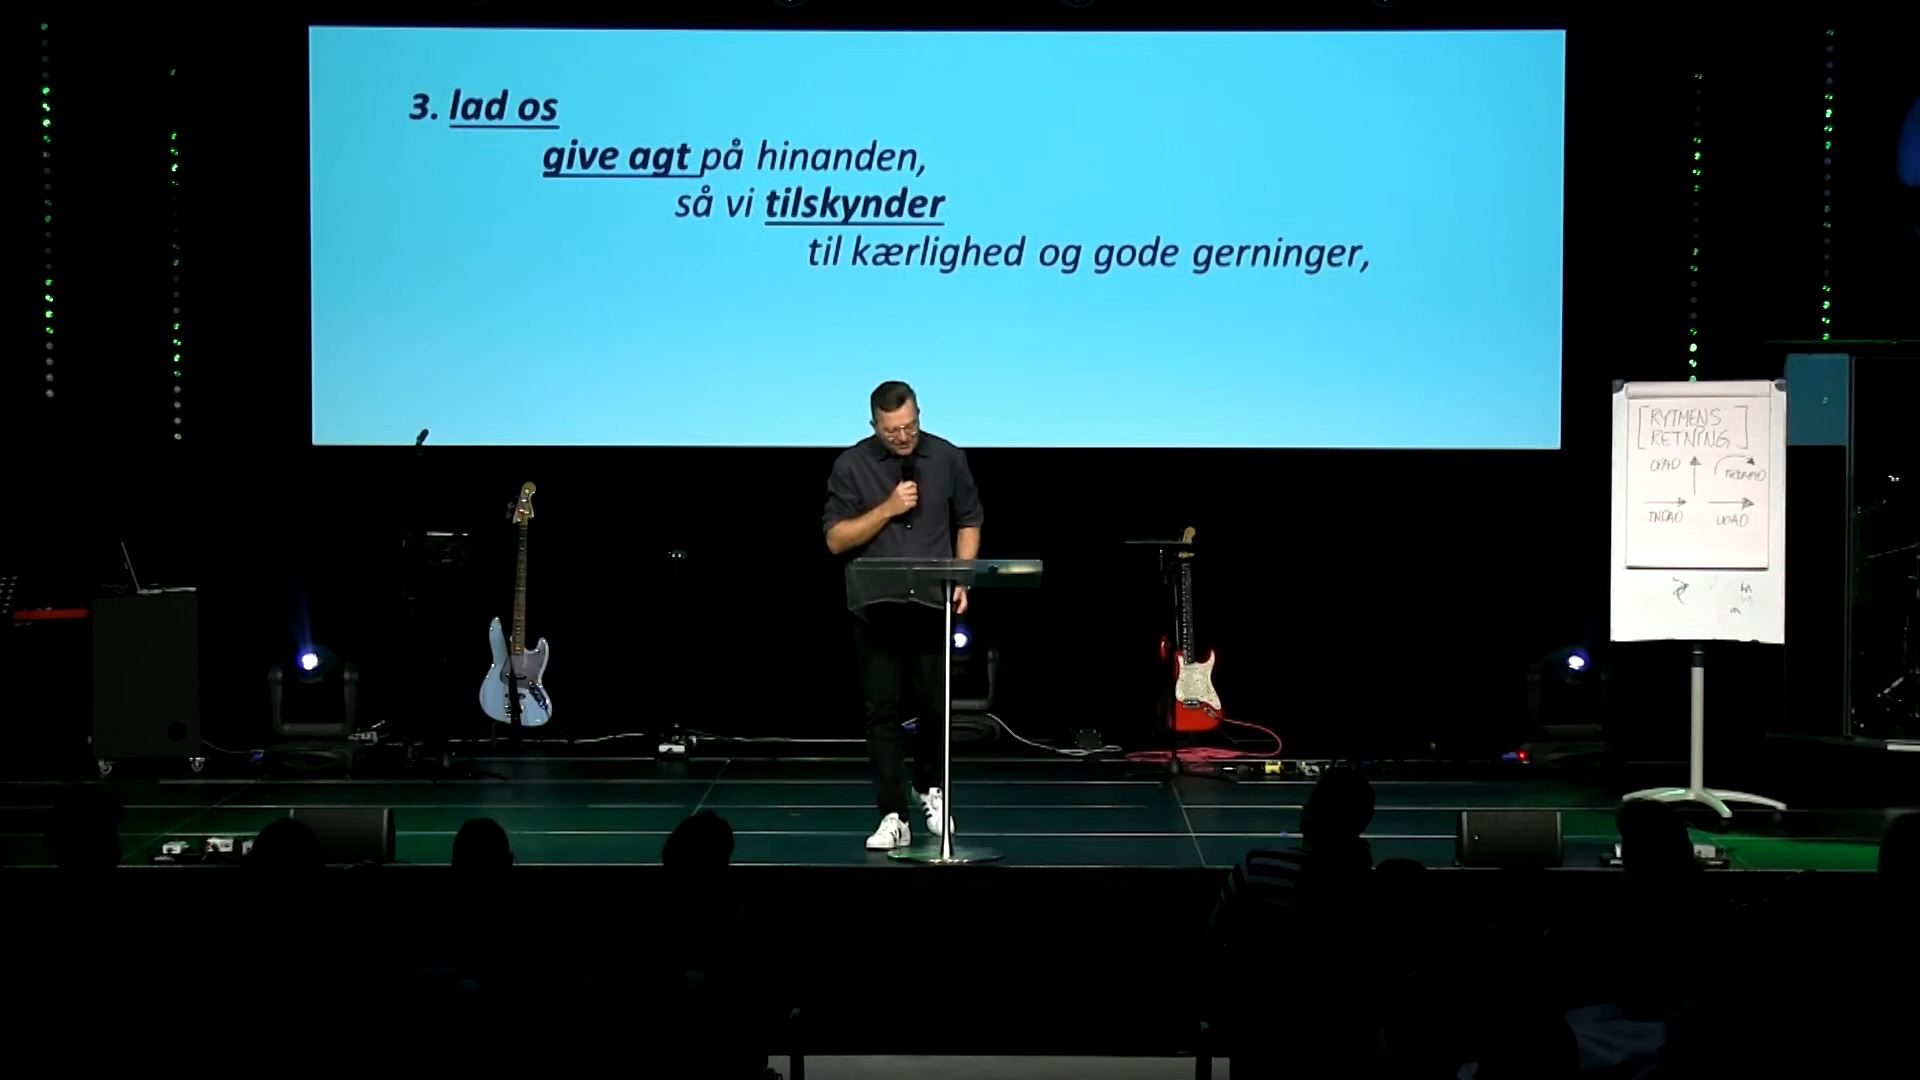 3. lad os
give agt på hinanden,
så vi tilskynder
til kærlighed og gode gerninger,
[RYTMENS
RETNING]
OPAD
INDAD
UDAD